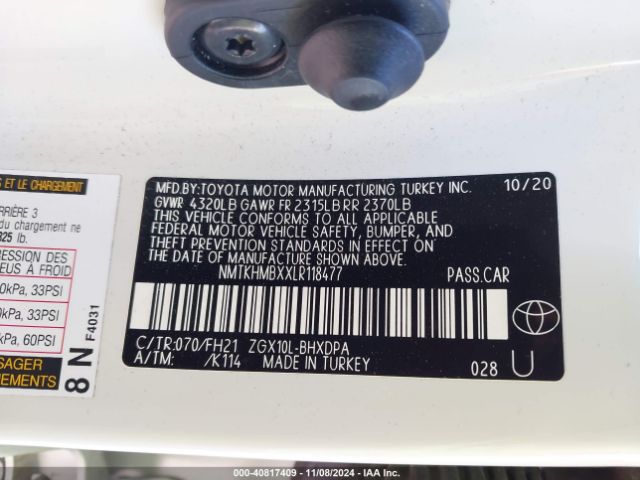 S ET LE CHARGEMENT
RRIÈRE 3
du chargement ne
325 lb.
RESSION DES
EUS À FROID
0kPa, 33PSI
0kPa, 33PSI
kPa, 60PSI
SAGER
NEMENTS
8 N F4031
MFD. BY: TOYOTA MOTOR MANUFACTURING TURKEY INC. 10/20
GVWR 4320LB GAWR FR 2315LB RR 2370LB
THIS VEHICLE CONFORMS TO ALL APPLICABLE
FEDERAL MOTOR VEHICLE SAFETY, BUMPER, AND
THEFT PREVENTION STANDARDS IN EFFECT ON
THE DATE OF MANUFACTURE SHOWN ABOVE.
NMTKHMBXXLR118477 PASS.CAR
C/TR:070/FH21 ZGX10L-BHXDPA
A/TM: /K114 MADE IN TURKEY 028 U
000-40817409 - 11/08/2024 - IAA Inc.